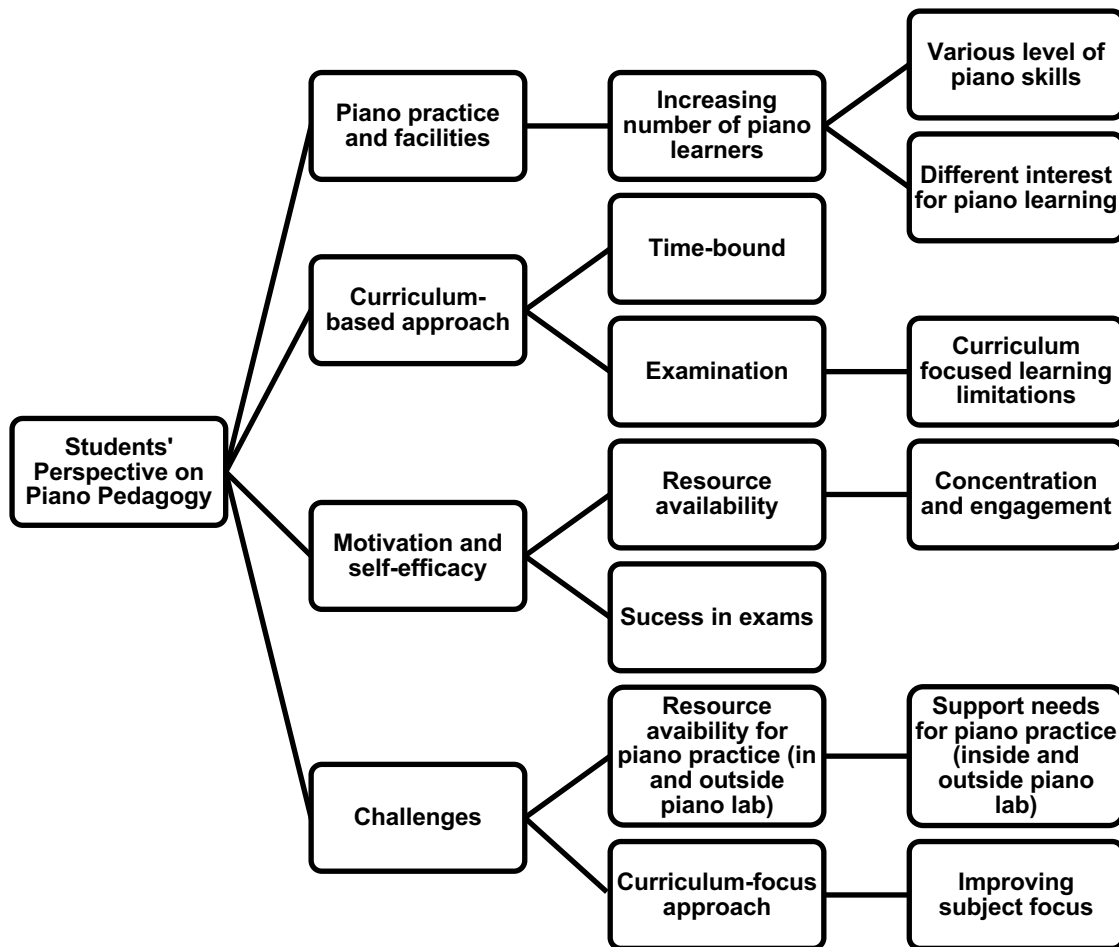 Students'
Perspective on
Piano Pedagogy
Piano practice
and facilities
Increasing
number of piano
learners
Various level of
piano skills
Different interest
for piano learning
Curriculum-
based approach
Time-bound
Examination
Curriculum
focused learning
limitations
Motivation and
self-efficacy
Resource
availability
Concentration
and engagement
Sucess in exams
Challenges
Resource
avaibility for
piano practice (in
and outside
piano lab)
Support needs
for piano practice
(inside and
outside piano
lab)
Curriculum-focus
approach
Improving
subject focus